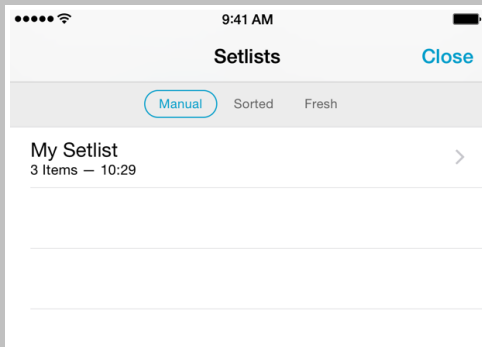 9:41 AM
Setlists Close
Manual Sorted Fresh
My Setlist
3 Items — 10:29